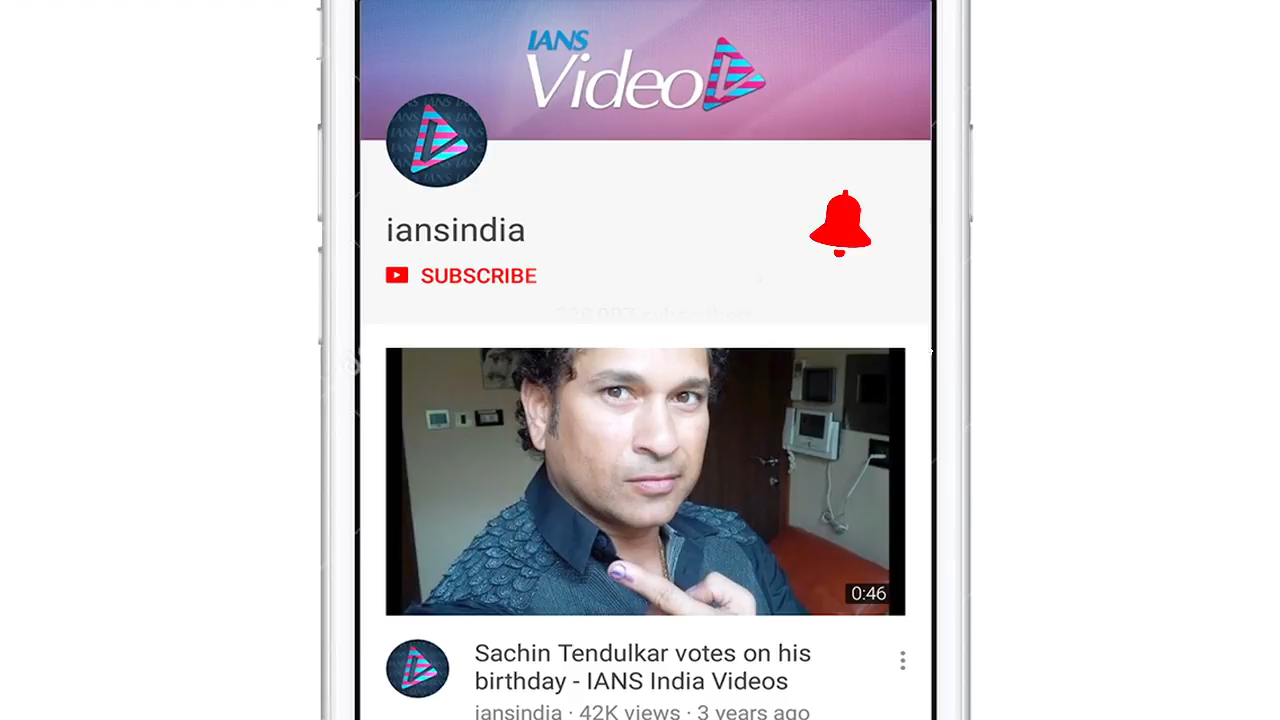 IANS
Video
iansindia
SUBSCRIBE
0:46
Sachin Tendulkar votes on his
birthday - IANS India Videos
iansindia · 42K views · 3 years ago